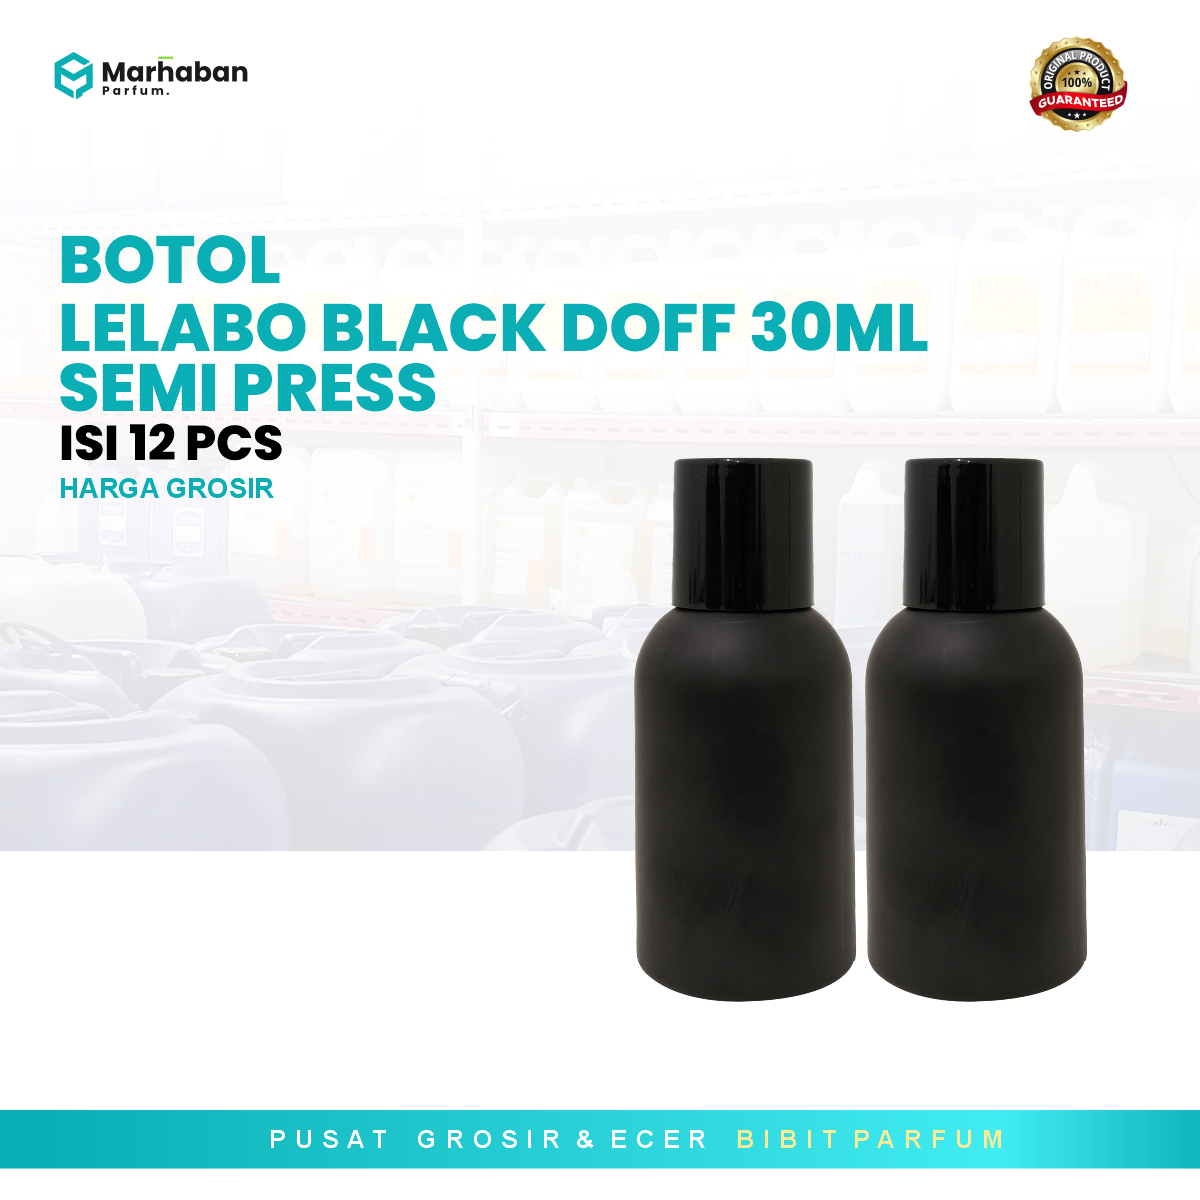 Marhaban
Parfum.
ORIGINAL PRODUCT
100%
GUARANTEED
BOTOL
LELABO BLACK DOFF 30ML
SEMI PRESS
ISI 12 PCS
HARGA GROSIR
PUSAT GROSIR & ECER BIBIT PARFUM